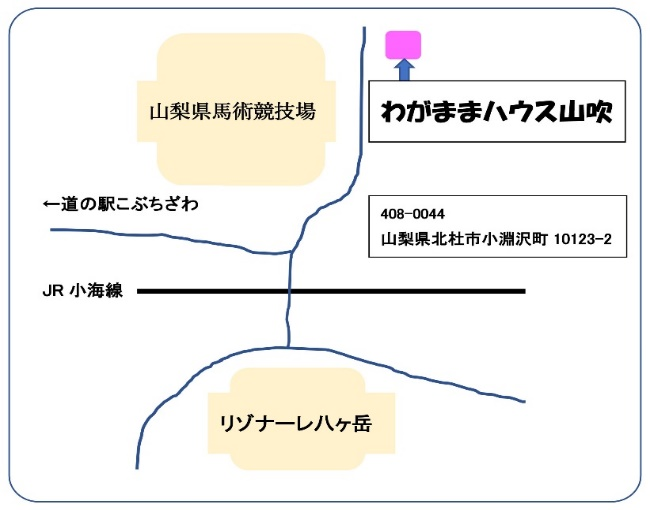 山梨県馬術競技場
わがままハウス山吹
←道の駅こぶちざわ
408-0044
山梨県北杜市小淵沢町 10123-2
JR 小海線
リゾナーレ八ヶ岳